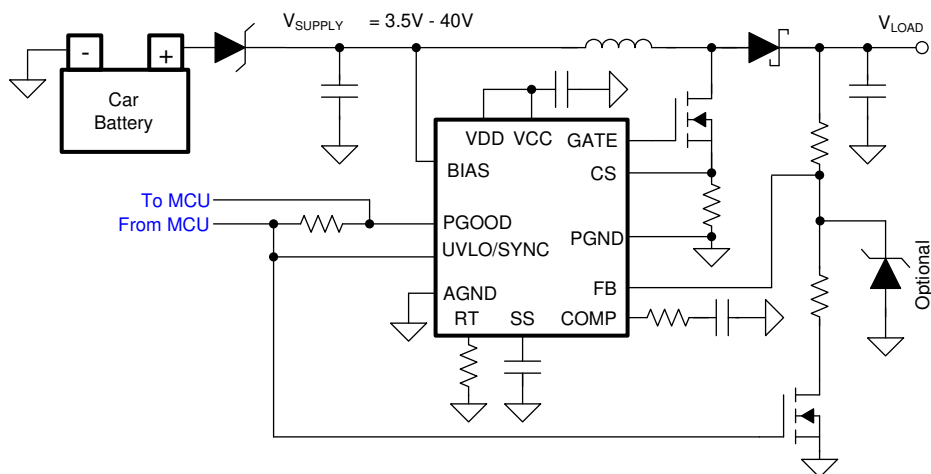 V_SUPPLY = 3.5V - 40V
V_LOAD
- +
Car
Battery
VDD VCC GATE
BIAS
CS
To MCU
From MCU
PGOOD
PGND
UVLO/SYNC
FB
AGND
RT SS COMP
Optional